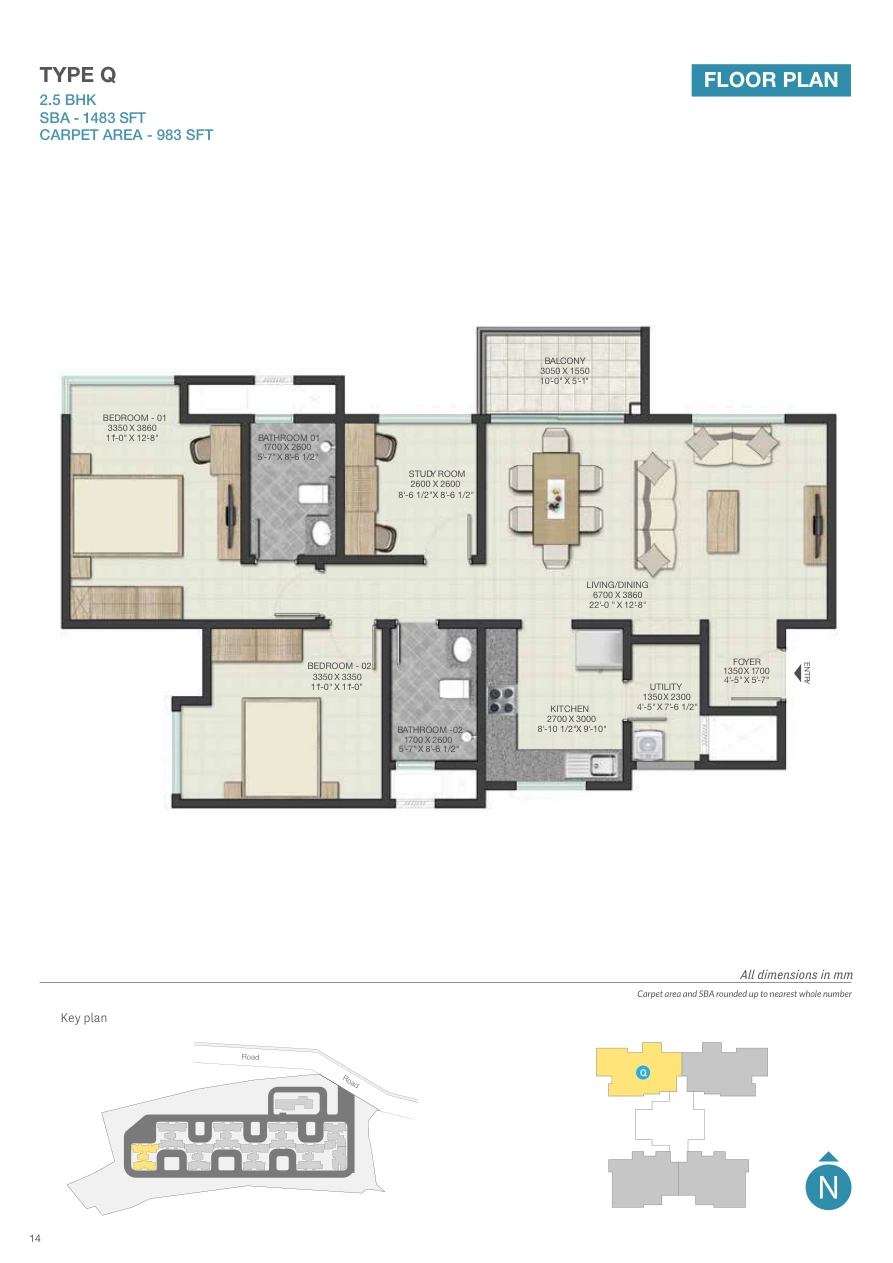 TYPE Q
2.5 BHK
SBA - 1483 SFT
CARPET AREA - 983 SFT
FLOOR PLAN
BALCONY
3050 X 1550
10'-0" X 5'-1"
BEDROOM - 01
3350 X 3860
11'-0" X 12'-8"
BATHROOM 01
1700 X 2600
5'-7" X 8'-6 1/2"
STUDY ROOM
2600 X 2600
8'-6 1/2"X 8'-6 1/2"
LIVING/DINING
6700 X 3860
22'-0 " X 12'-8"
BEDROOM - 02
3350 X 3350
11'-0" X 11'-0"
BATHROOM -02
1700 X 2600
5'-7" X 8'-6 1/2"
KITCHEN
2700 X 3000
8'-10 1/2"X 9'-10"
UTILITY
1350 X 2300
4'-5" X 7'-6 1/2"
FOYER
1350 X 1700
4'-5" X 5'-7"
ENTRY
All dimensions in mm
Carpet area and SBA rounded up to nearest whole number
Key plan
Road
Road
Q
N
14